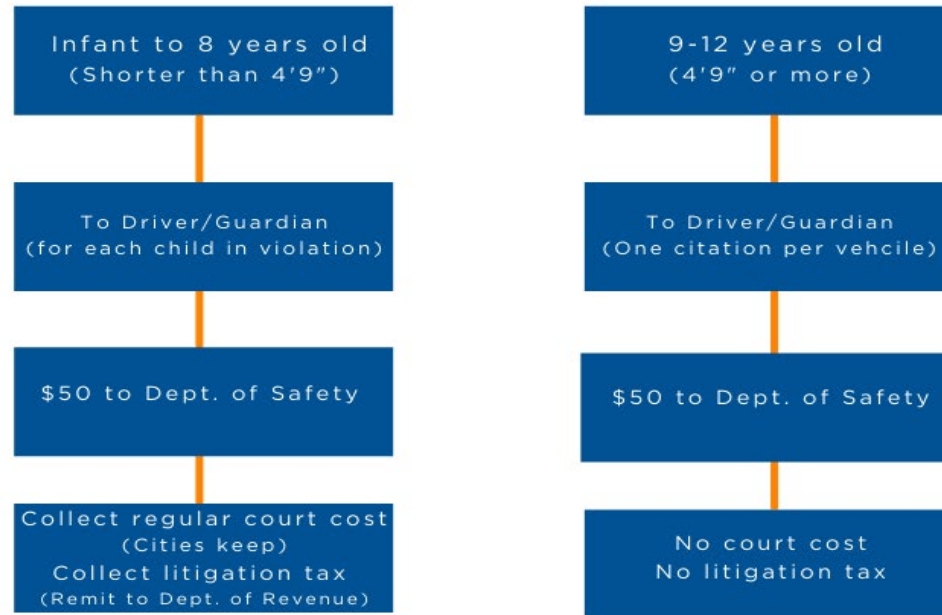 Infant to 8 years old
(Shorter than 4'9")
To Driver/Guardian
(for each child in violation)
$50 to Dept. of Safety
Collect regular court cost
(Cities keep)
Collect litigation tax
(Remit to Dept. of Revenue)
9-12 years old
(4'9" or more)
To Driver/Guardian
(One citation per vehcile)
$50 to Dept. of Safety
No court cost
No litigation tax